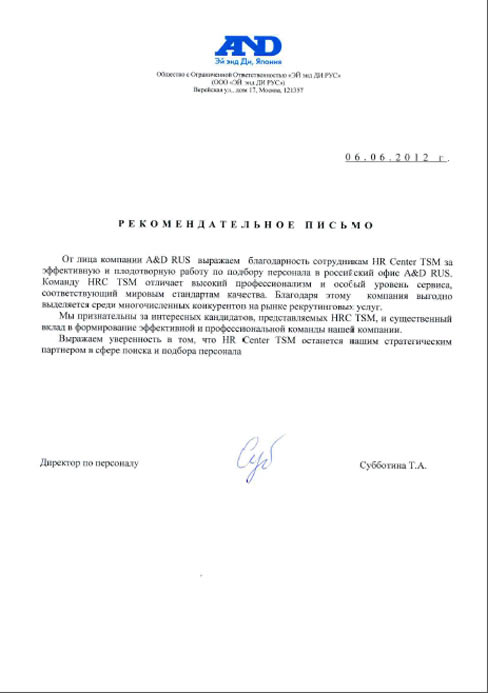 AND
Эй энд Ди, Япония
Общество с Ограниченной Ответственностью «ЭЙ энд ДИ РУС»
(ООО «ЭЙ энд ДИ РУС»)
Верейская ул., дом 17, Москва, 121357
06.06.2012 г.
РЕКОМЕНДАТЕЛЬНОЕ ПИСЬМО
От лица компании A&D RUS выражаем благодарность сотрудникам HR Center TSM за
эффективную и плодотворную работу по подбору персонала в российский офис A&D RUS.
Команду HRC TSM отличает высокий профессионализм и особый уровень сервиса,
соответствующий мировым стандартам качества. Благодаря этому компания выгодно
выделяется среди многочисленных конкурентов на рынке рекрутинговых услуг.
Мы признательны за интересных кандидатов, представляемых HRC TSM, и существенный
вклад в формирование эффективной и профессиональной команды нашей компании.
Выражаем уверенность в том, что HR Center TSM останется нашим стратегическим
партнером в сфере поиска и подбора персонала
Директор по персоналу
Суб
Субботина Т.А.